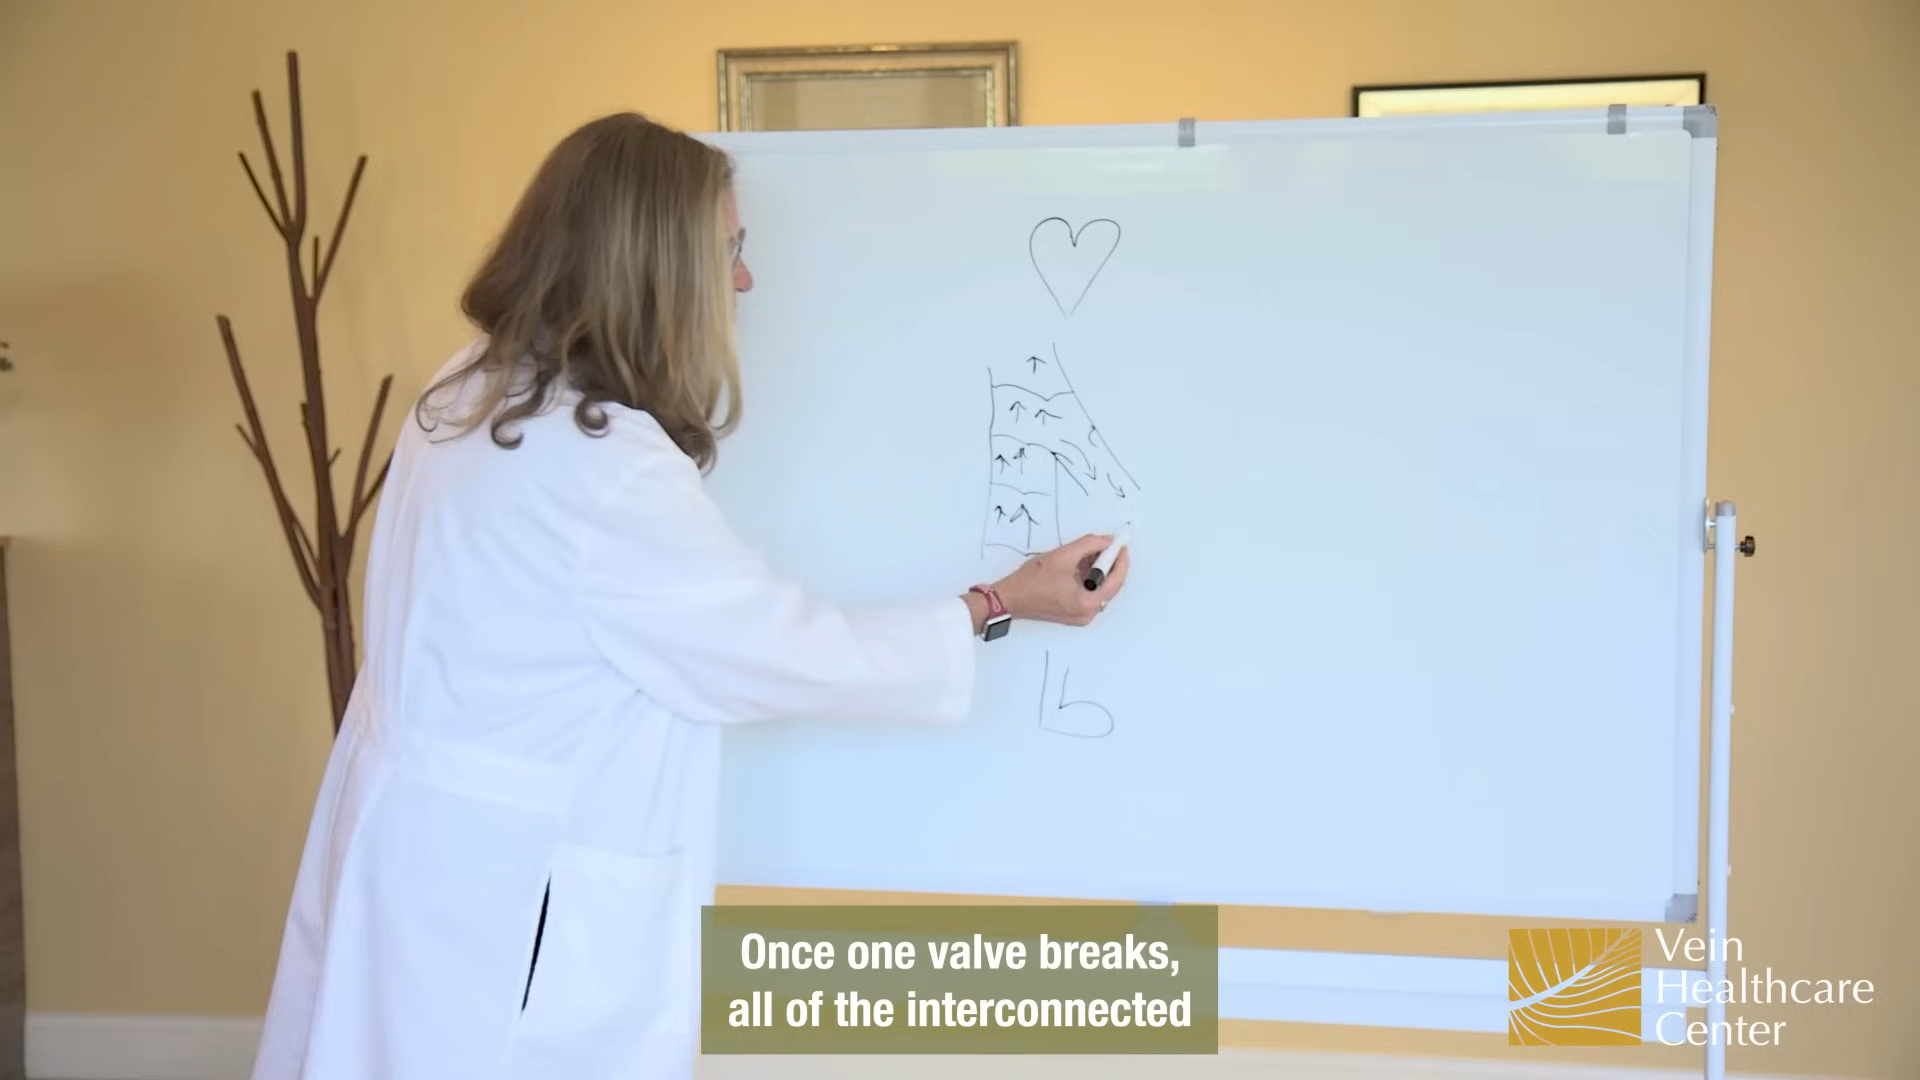 Once one valve breaks,
all of the interconnected
Vein
Healthcare
Center